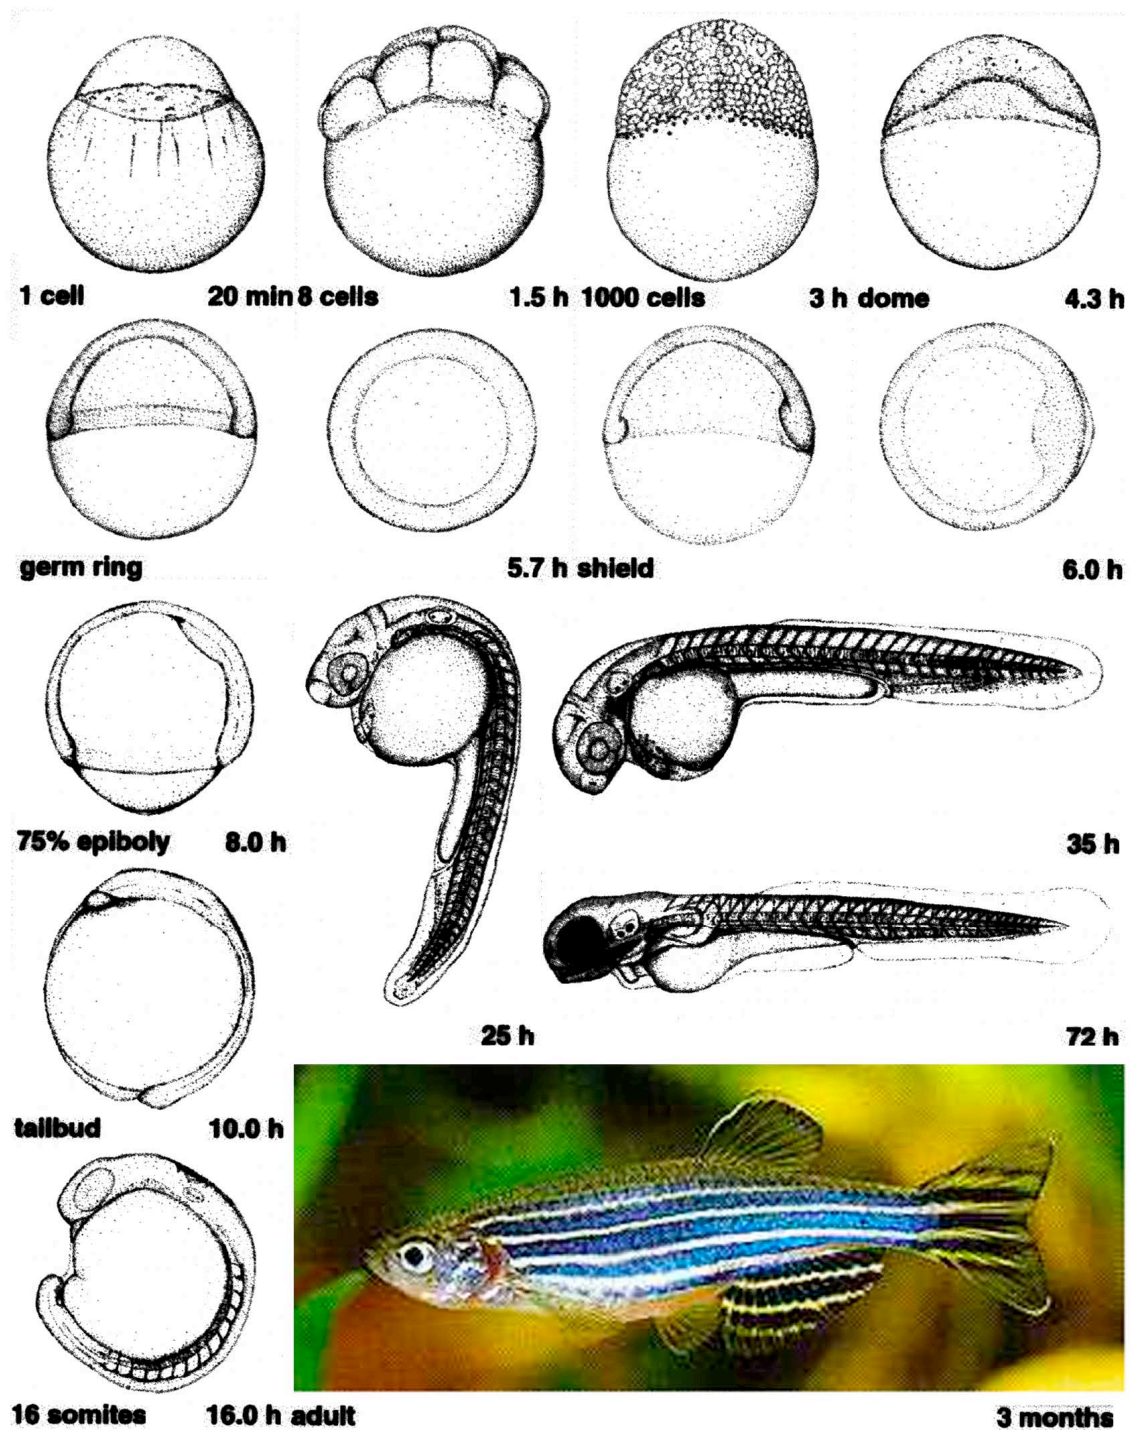 1 cell 20 min 8 cells 1.5 h 1000 cells 3 h dome 4.3 h
germ ring 5.7 h shield 6.0 h
75% epiboly 8.0 h
35 h
25 h
72 h
tailbud 10.0 h
16 somites 16.0 h adult 3 months